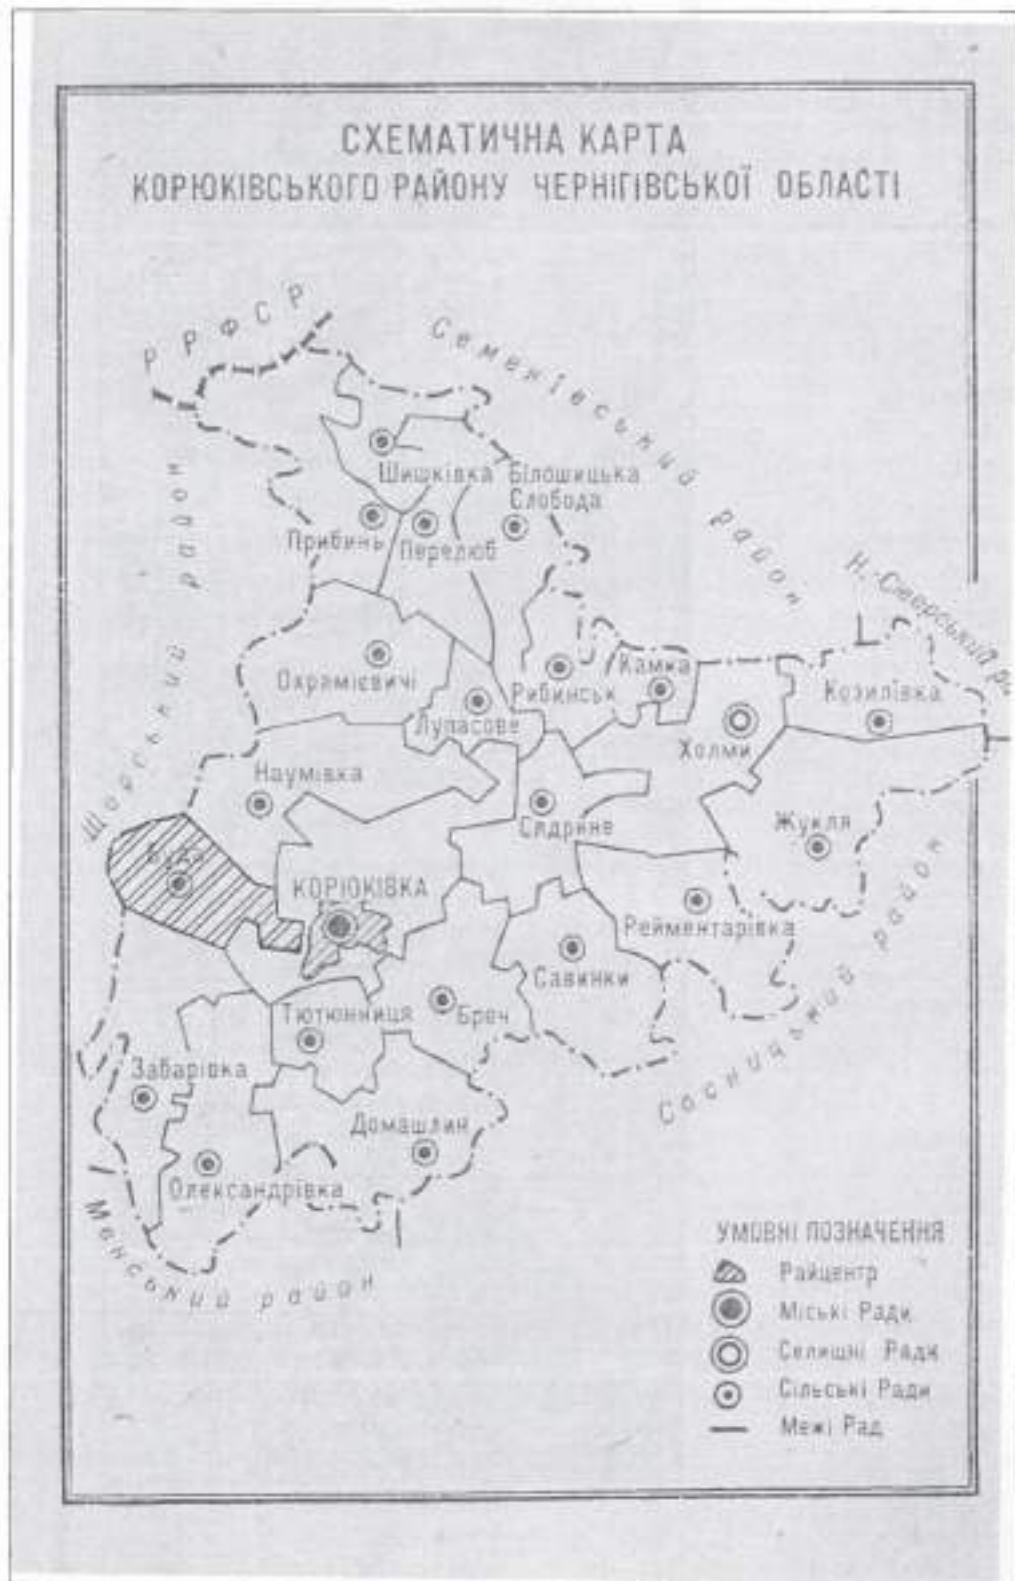 СХЕМАТИЧНА КАРТА
КОРЮКІВСЬКОГО РАЙОНУ ЧЕРНІГІВСЬКОЇ ОБЛАСТІ
Р Р Ф С Р
Семенівський район
Шишківка
Білошицька
Слобода
Прибинь
Перелюб
Щорський район
Н.-Сіверський р-н
Охрамієвичі
Рибинськ
Камка
Козилівка
Лупасове
Холми
Наумівка
Сидрине
Жукля
Буда
КОРЮКІВКА
Рейментарівка
Савинки
Тютюнниця
Бреч
Сосницький район
Забарівка
Домашлин
Олександрівка
Менський район
УМОВНІ ПОЗНАЧЕННЯ
Райцентр
Міські Ради
Селищні Ради
Сільські Ради
Межі Рад